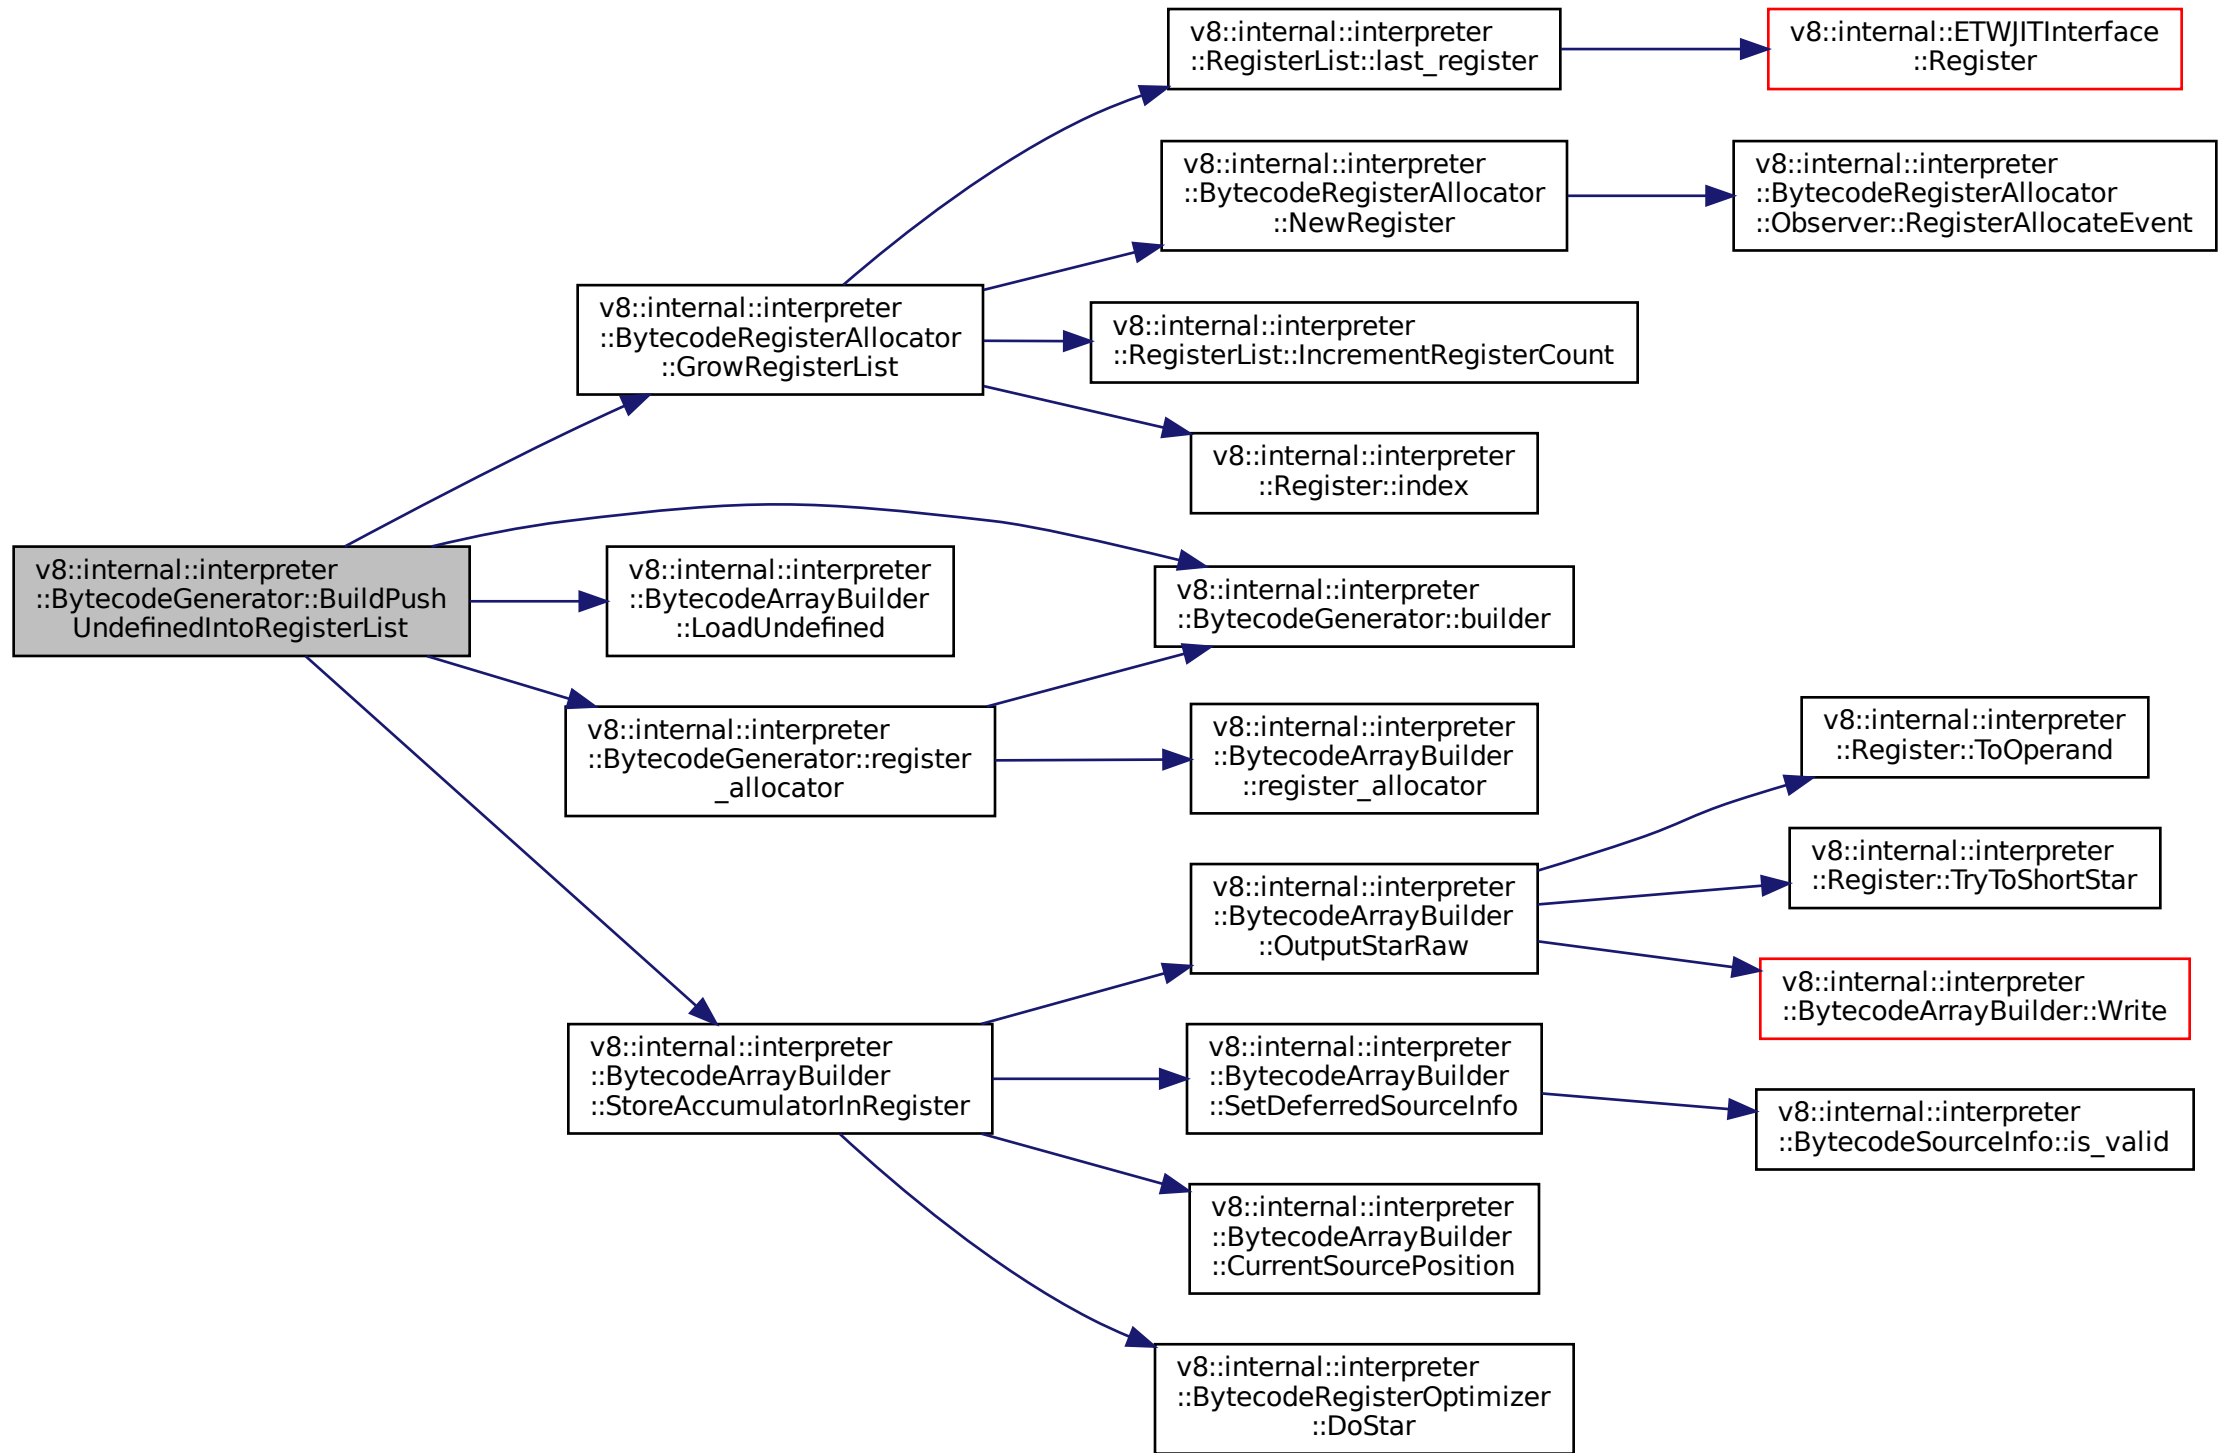 v8::internal::interpreter
::BytecodeGenerator::BuildPush
UndefinedIntoRegisterList
v8::internal::interpreter
::BytecodeRegisterAllocator
::GrowRegisterList
v8::internal::interpreter
::RegisterList::last_register
v8::internal::ETWJITInterface
::Register
v8::internal::interpreter
::BytecodeRegisterAllocator
::NewRegister
v8::internal::interpreter
::BytecodeRegisterAllocator
::Observer::RegisterAllocateEvent
v8::internal::interpreter
::RegisterList::IncrementRegisterCount
v8::internal::interpreter
::Register::index
v8::internal::interpreter
::BytecodeGenerator::builder
v8::internal::interpreter
::BytecodeArrayBuilder
::LoadUndefined
v8::internal::interpreter
::BytecodeGenerator::register
_allocator
v8::internal::interpreter
::BytecodeArrayBuilder
::register_allocator
v8::internal::interpreter
::BytecodeArrayBuilder
::StoreAccumulatorInRegister
v8::internal::interpreter
::BytecodeArrayBuilder
::OutputStarRaw
v8::internal::interpreter
::Register::ToOperand
v8::internal::interpreter
::Register::TryToShortStar
v8::internal::interpreter
::BytecodeArrayBuilder::Write
v8::internal::interpreter
::BytecodeArrayBuilder
::SetDeferredSourceInfo
v8::internal::interpreter
::BytecodeSourceInfo::is_valid
v8::internal::interpreter
::BytecodeArrayBuilder
::CurrentSourcePosition
v8::internal::interpreter
::BytecodeRegisterOptimizer
::DoStar